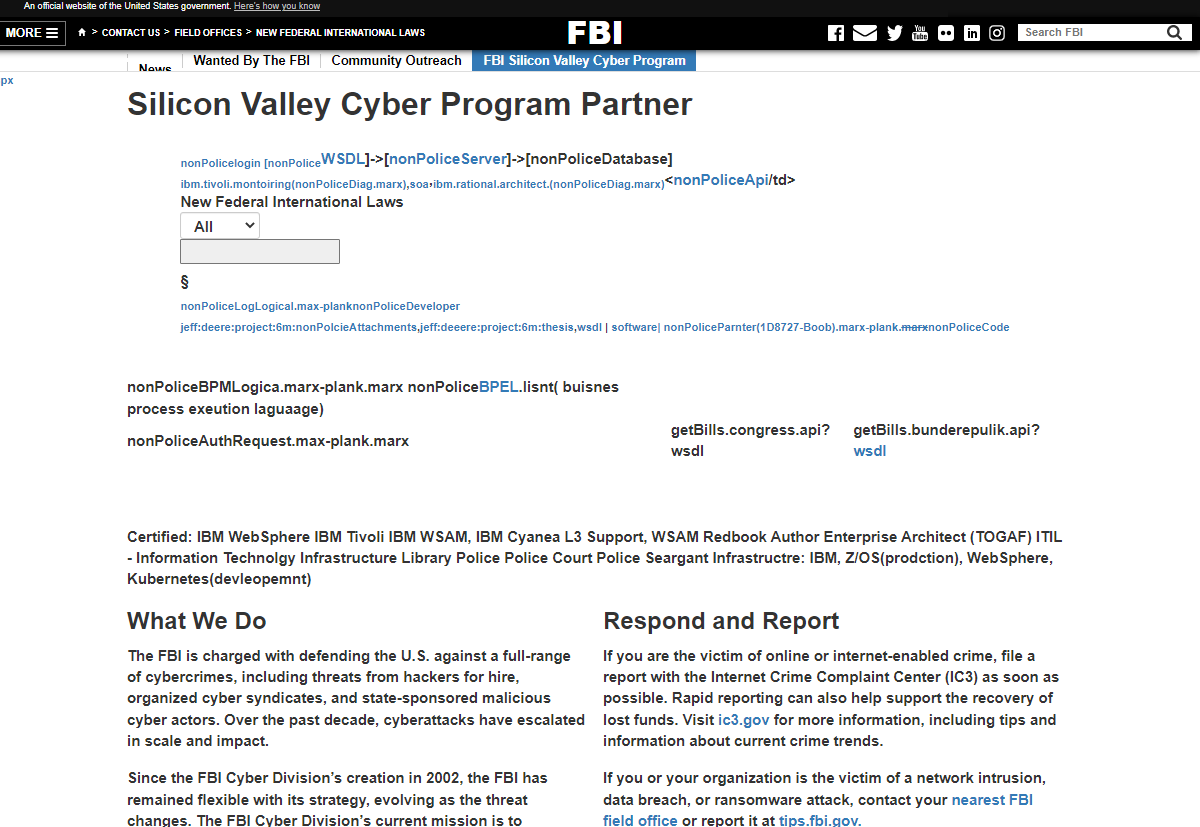 An official website of the United States government. Here's how you know
MORE
> CONTACT US > FIELD OFFICES > NEW FEDERAL INTERNATIONAL LAWS
FBI
You Tube
in
Search FBI
News
Wanted By The FBI
Community Outreach
FBI Silicon Valley Cyber Program
px
Silicon Valley Cyber Program Partner
nonPolicelogin [nonPoliceWSDL]->[nonPoliceServer]->[nonPoliceDatabase]
ibm.tivoli.montoiring(nonPoliceDiag.marx),soa,ibm.rational.architect.(nonPoliceDiag.marx)<nonPoliceApi/td>
New Federal International Laws
All
§
nonPoliceLogLogical.max-planknonPoliceDeveloper
jeff:deere:project:6m:nonPolcieAttachments,jeff:deeere:project:6m:thesis,wsdl | software| nonPoliceParnter(1D8727-Boob).marx-plank.marxnonPoliceCode
nonPoliceBPMLogica.marx-plank.marx nonPoliceBPEL.lisnt( buisnes
process exeution laguaage)
nonPoliceAuthRequest.max-plank.marx
getBills.congress.api?
wsdl
getBills.bunderepulik.api?
wsdl
Certified: IBM WebSphere IBM Tivoli IBM WSAM, IBM Cyanea L3 Support, WSAM Redbook Author Enterprise Architect (TOGAF) ITIL
- Information Technolgy Infrastructure Library Police Police Court Police Seargant Infrastructre: IBM, Z/OS(prodction), WebSphere,
Kubernetes(devleopemnt)
What We Do
The FBI is charged with defending the U.S. against a full-range
of cybercrimes, including threats from hackers for hire,
organized cyber syndicates, and state-sponsored malicious
cyber actors. Over the past decade, cyberattacks have escalated
in scale and impact.
Since the FBI Cyber Division's creation in 2002, the FBI has
remained flexible with its strategy, evolving as the threat
changes. The FBI Cyber Division's current mission is to
Respond and Report
If you are the victim of online or internet-enabled crime, file a
report with the Internet Crime Complaint Center (IC3) as soon as
possible. Rapid reporting can also help support the recovery of
lost funds. Visit ic3.gov for more information, including tips and
information about current crime trends.
If you or your organization is the victim of a network intrusion,
data breach, or ransomware attack, contact your nearest FBI
field office or report it at tips.fbi.gov.